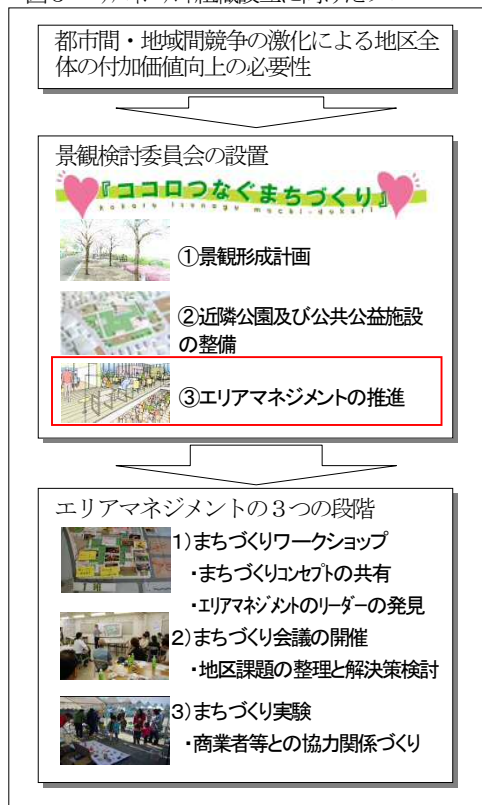 都市間・地域間競争の激化による地区全
体の付加価値向上の必要性
景観検討委員会の設置
『ココロつなぐまちづくり』
①景観形成計画
②近隣公園及び公共公益施設
の整備
③エリアマネジメントの推進
エリアマネジメントの３つの段階
1)まちづくりワークショップ
・まちづくりコンセプトの共有
・エリアマネジメントのリーダーの発見
2)まちづくり会議の開催
・地区課題の整理と解決策検討
3)まちづくり実験
・商業者等との協力関係づくり